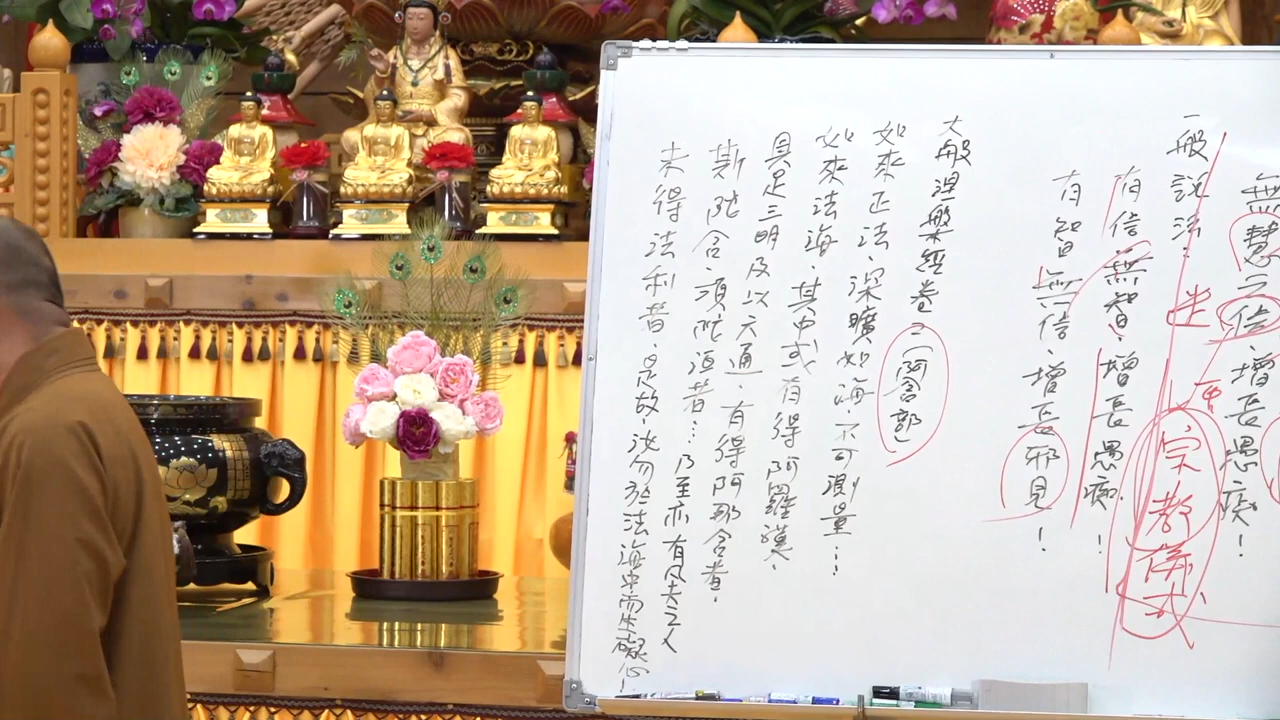 無慧之信、增長愚痴！
一般說法：
迷
宗教儀式
有信無智、增長愚痴！
有智無信、增長邪見！
大般涅槃經卷二（阿含部）
如來正法、深曠如海、不可測量…
如來法海、其中或有得阿羅漢、
具足三明及以六通、有得阿那含者、
斯陀含、須陀洹者…乃至亦有凡夫之人
未得法利者、是故、汝勿於法海中而生礙心！